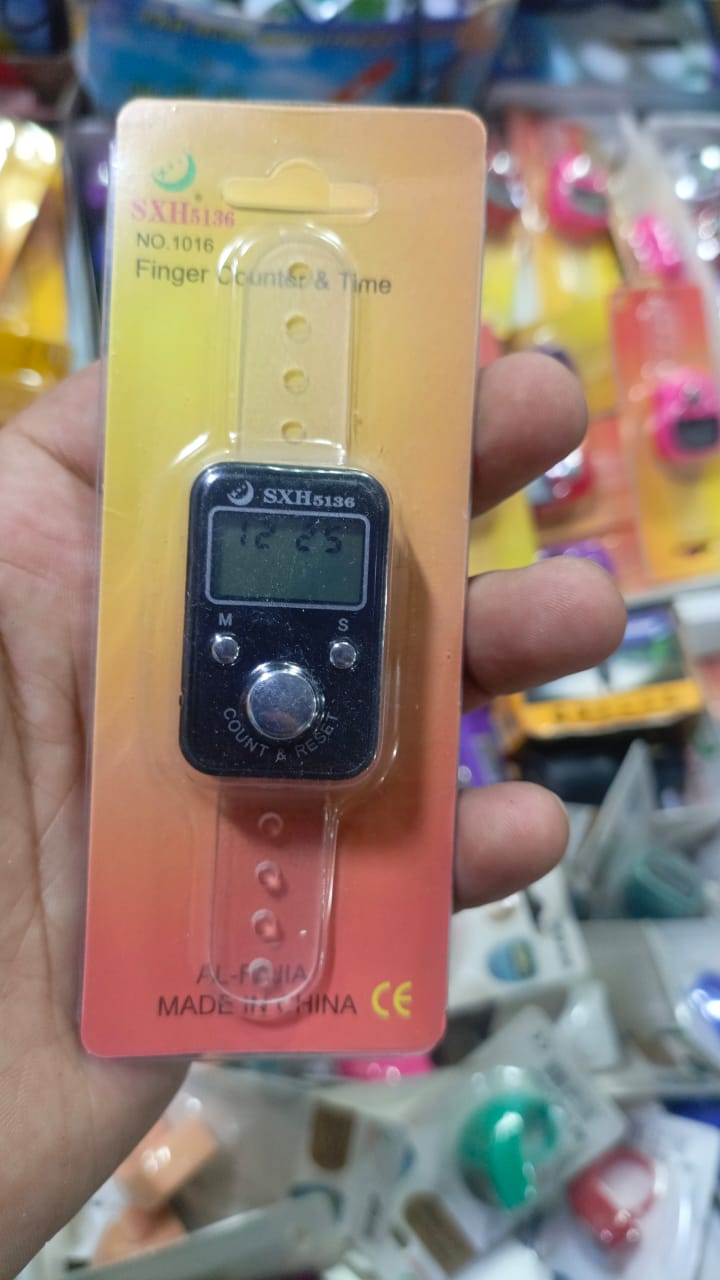 SXH5136
NO.1016
Finger Counter & Time
SXH5136
12 25
M S
COUNT & RESET
MADE IN CHINA CE